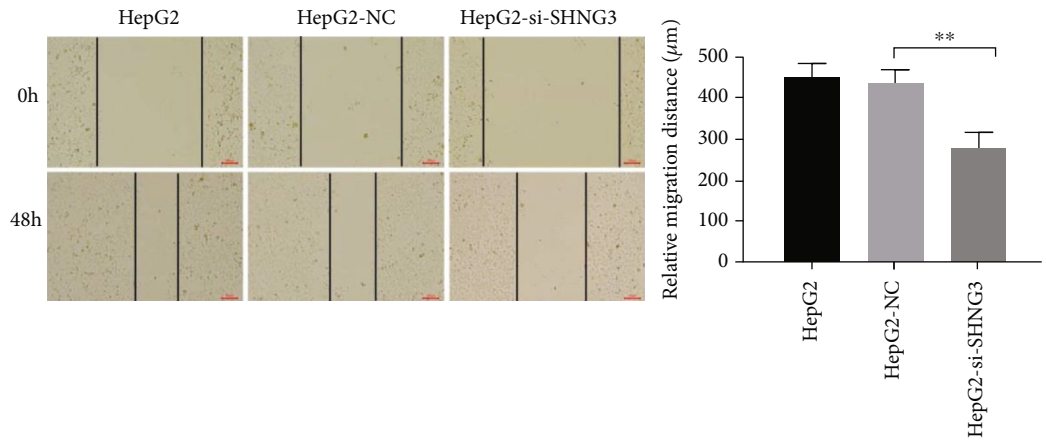 HepG2 HepG2-NC HepG2-si-SHNG3
0h
48h
Relative migration distance (μm)
500
400
300
200
100
0
**
HepG2
HepG2-NC
HepG2-si-SHNG3